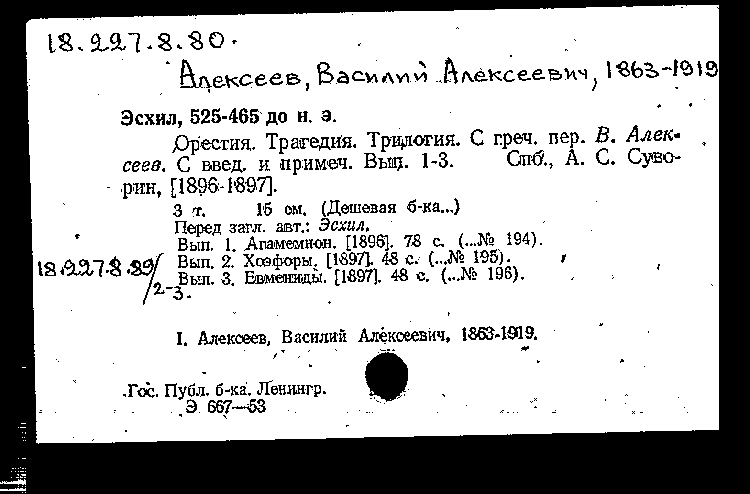 18.227.8.80.
Алексеев, Василий Алексеевич, 1863-1919
Эсхил, 525-465 до н. э.
Орестия. Трагедия. Трилогия. С греч. пер. В. Алек-
сеев. С введ. и примеч. Вып. 1-3. Спб., А. С. Суво-
рин, [1896-1897].
3 т. 15 см. (Дешевая б-ка...)
Перед загл. авт.: Эсхил.
Вып. 1. Агамемнон. [1896]. 78 с. (...№ 194).
Вып. 2. Хоэфоры. [1897]. 48 с. (...№ 195).
18.227.8.89/2-3.
Вып. 3. Евмениды. [1897]. 48 с. (...№ 196).
I. Алексеев, Василий Алексеевич, 1863-1919.
Гос. Публ. б-ка. Ленингр.
Э 667—53